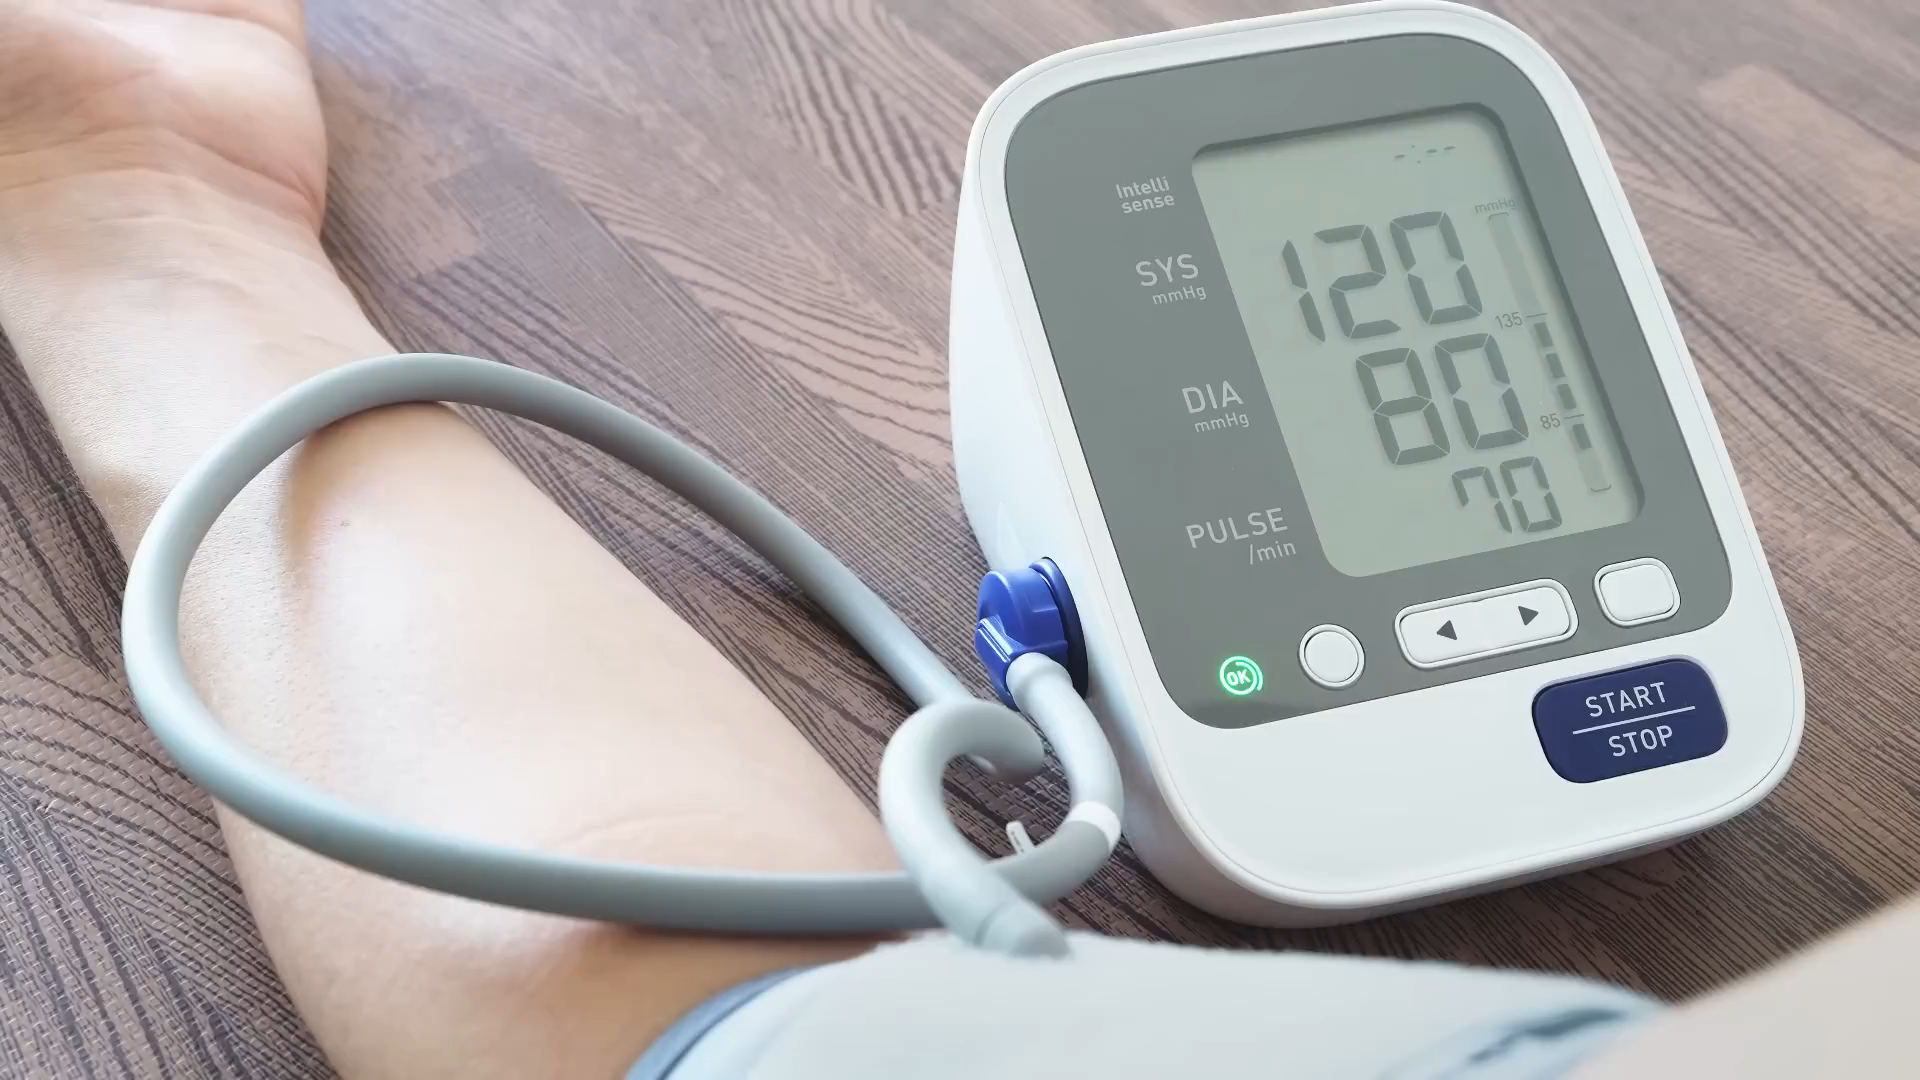 -:--
Intelli
sense
mmHg
SYS
mmHg
120
135
DIA
mmHg
80
85
PULSE
/min
70
OK
START
STOP